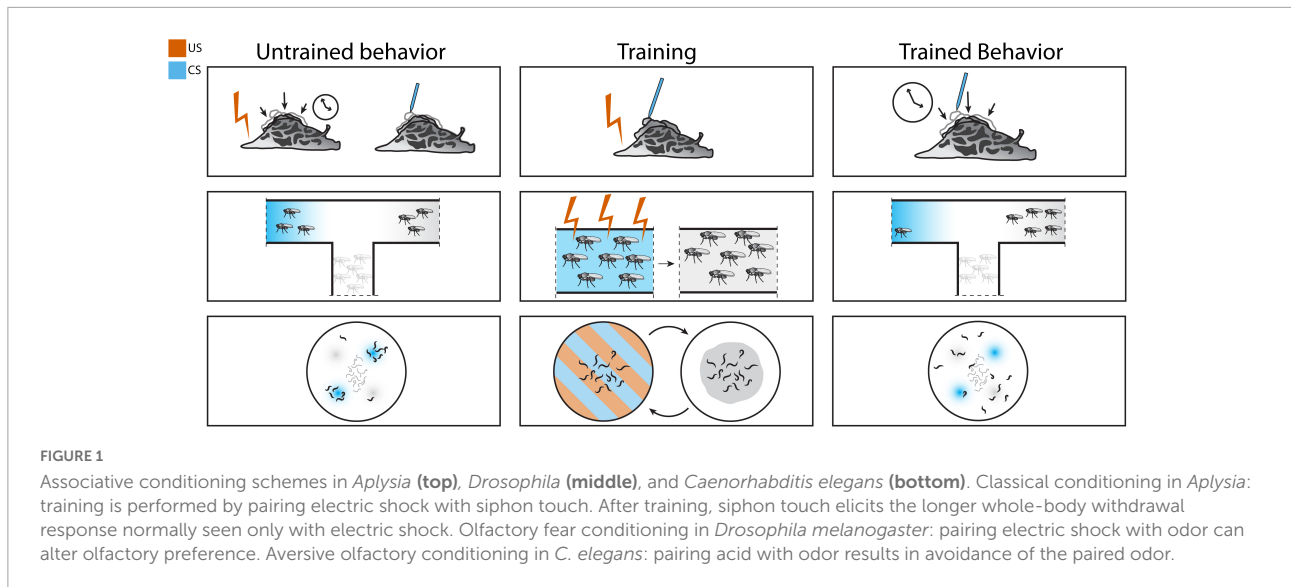 US
CS
Untrained behavior
Training
Trained Behavior
FIGURE 1
Associative conditioning schemes in Aplysia (top), Drosophila (middle), and Caenorhabditis elegans (bottom). Classical conditioning in Aplysia:
training is performed by pairing electric shock with siphon touch. After training, siphon touch elicits the longer whole-body withdrawal
response normally seen only with electric shock. Olfactory fear conditioning in Drosophila melanogaster: pairing electric shock with odor can
alter olfactory preference. Aversive olfactory conditioning in C. elegans: pairing acid with odor results in avoidance of the paired odor.